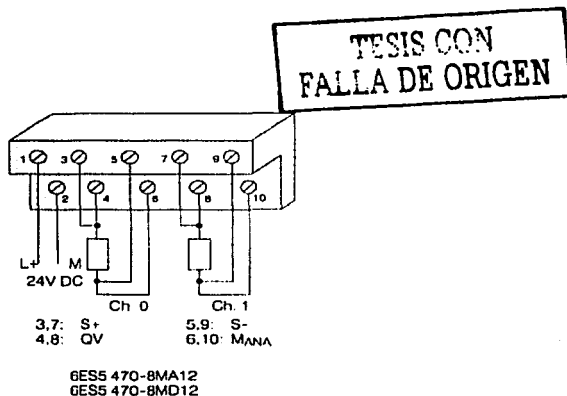 TESIS CON
FALLA DE ORIGEN
1 3 5 7 9
2 4 6 8 10
L+ M
24V DC
Ch 0 Ch. 1
3,7: S+ 5,9: S-
4,8: QV 6,10: MANA
6ES5 470-8MA12
6ES5 470-8MD12